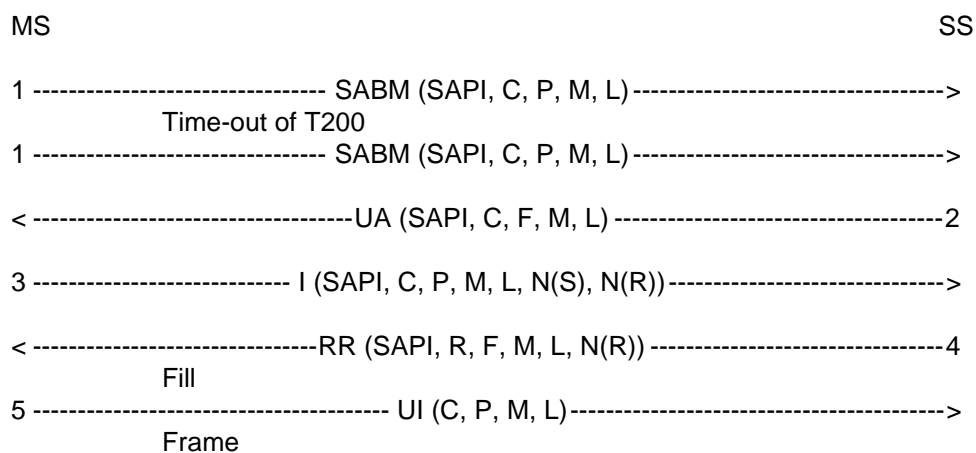 MS SS
1 -------------------------------- SABM (SAPI, C, P, M, L)---------------------------------->
Time-out of T200
1 -------------------------------- SABM (SAPI, C, P, M, L)---------------------------------->
< -----------------------------------UA (SAPI, C, F, M, L) ------------------------------------2
3 ---------------------------- I (SAPI, C, P, M, L, N(S), N(R))------------------------------>
< -------------------------------RR (SAPI, R, F, M, L, N(R)) --------------------------------4
Fill
5 --------------------------------------- UI (C, P, M, L)----------------------------------------->
Frame